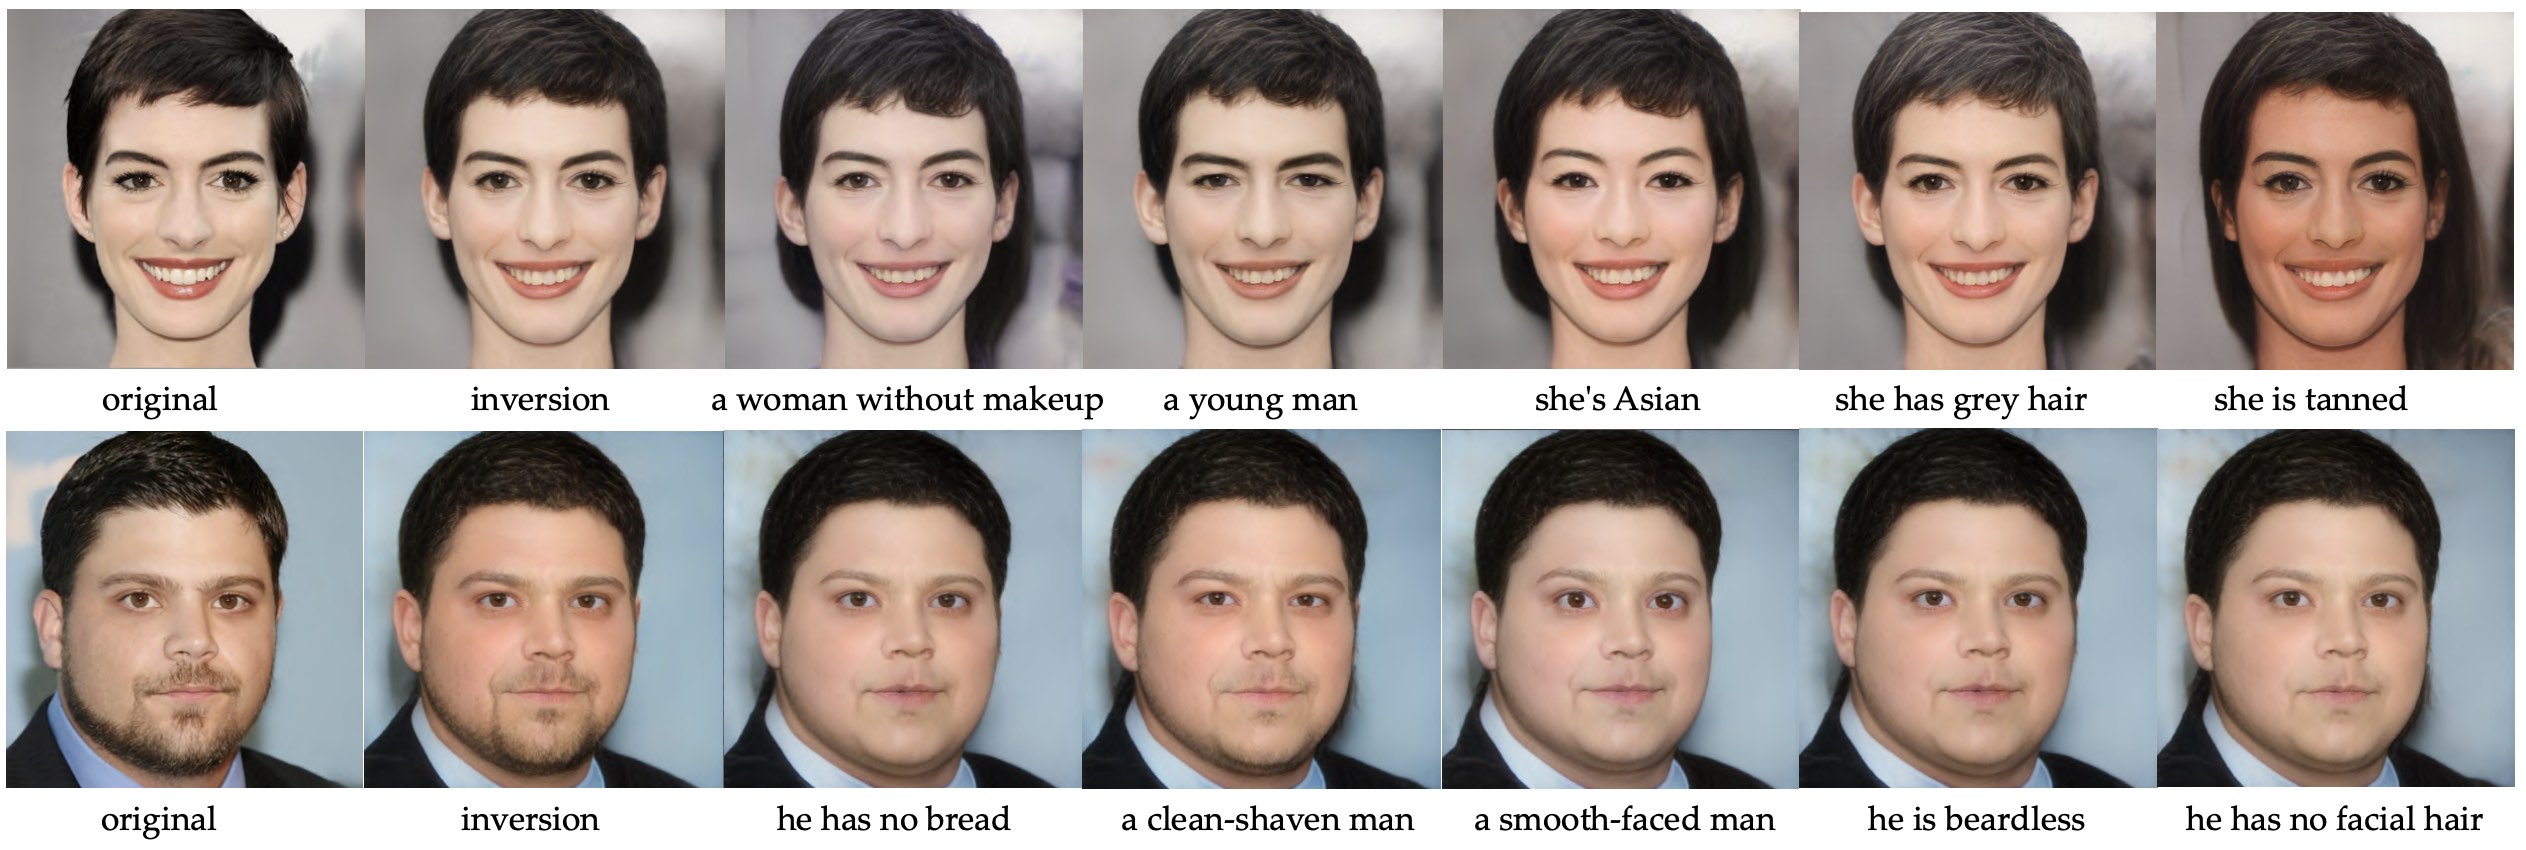 original inversion a woman without makeup a young man she's Asian she has grey hair she is tanned
original inversion he has no bread a clean-shaven man a smooth-faced man he is beardless he has no facial hair